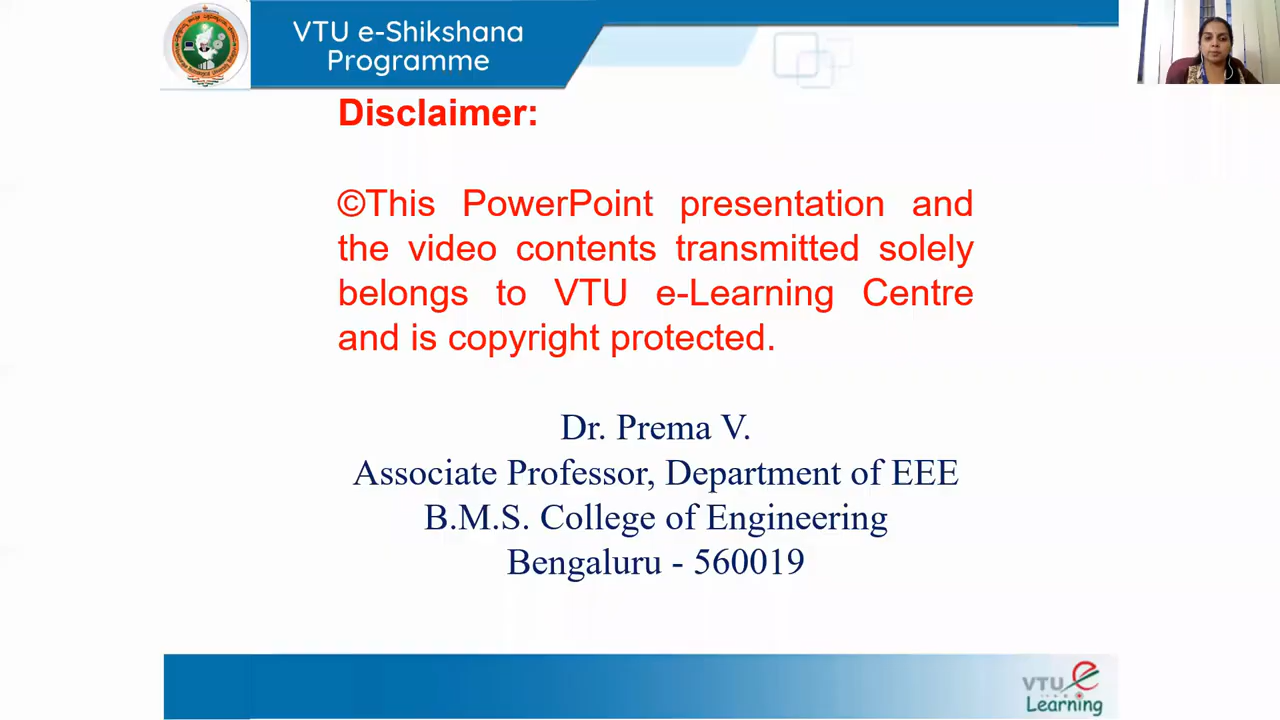 VTU e-Shikshana
Programme
Disclaimer:
©This PowerPoint presentation and
the video contents transmitted solely
belongs to VTU e-Learning Centre
and is copyright protected.
Dr. Prema V.
Associate Professor, Department of EEE
B.M.S. College of Engineering
Bengaluru - 560019
VTU e
Learning